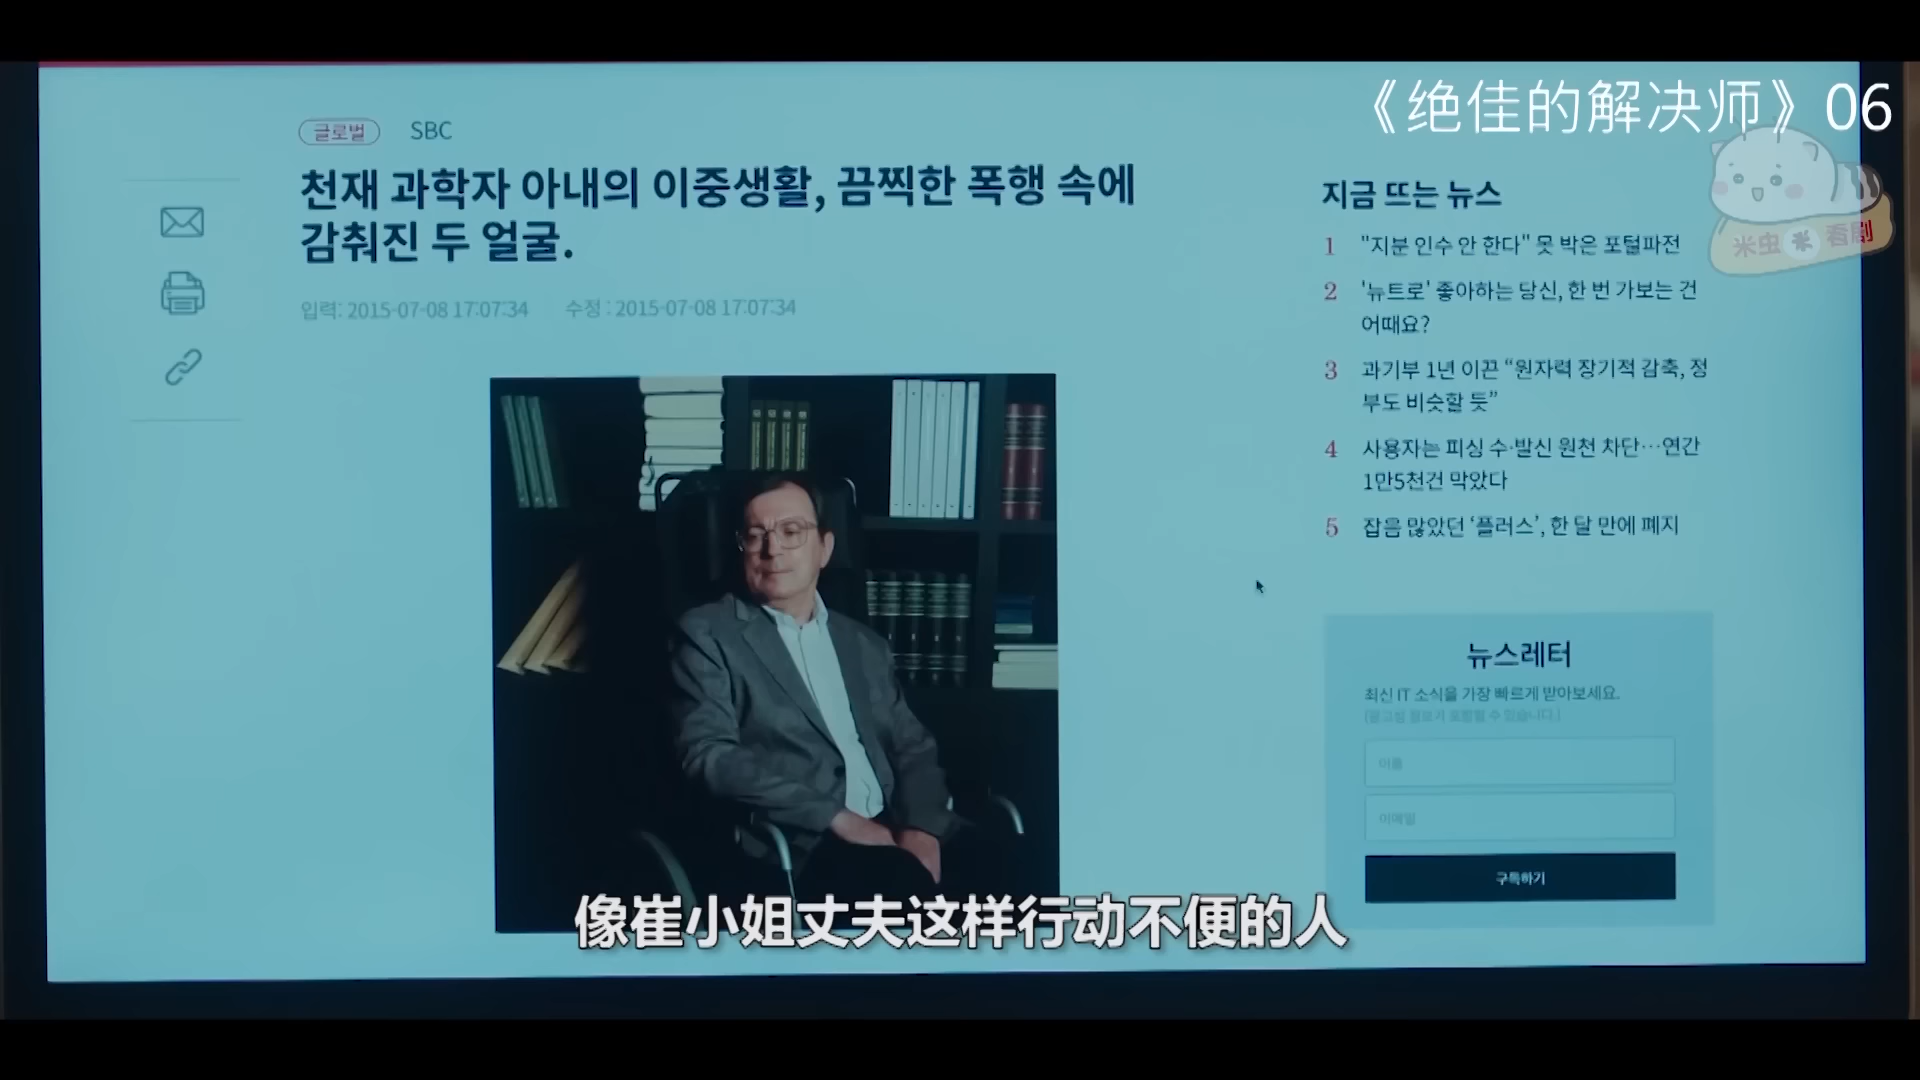 《绝佳的解决师》06
米虫 米 看剧
글로벌 SBC
천재 과학자 아내의 이중생활, 끔찍한 폭행 속에
감춰진 두 얼굴.
입력: 2015-07-08 17:07:34 수정 : 2015-07-08 17:07:34
지금 뜨는 뉴스
1 "지분 인수 안 한다" 못 박은 포털파전
2 '뉴트로' 좋아하는 당신, 한 번 가보는 건
어때요?
3 과기부 1년 이끈 “원자력 장기적 감축, 정
부도 비슷할 듯”
4 사용자는 피싱 수·발신 원천 차단…연간
1만5천건 막았다
5 잡음 많았던 ‘플러스’, 한 달 만에 폐지
뉴스레터
최신 IT 소식을 가장 빠르게 받아보세요.
이름
이메일
구독하기
像崔小姐丈夫这样行动不便的人